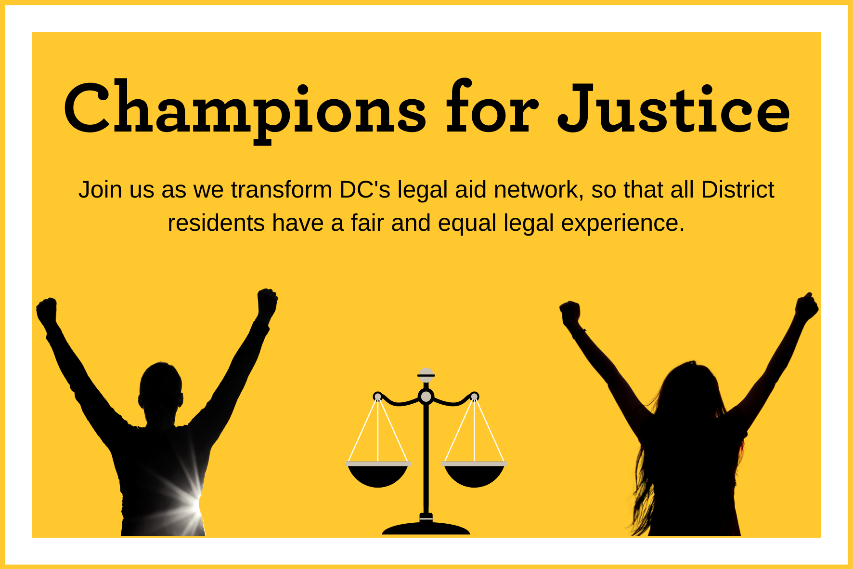 Champions for Justice
Join us as we transform DC's legal aid network, so that all District
residents have a fair and equal legal experience.